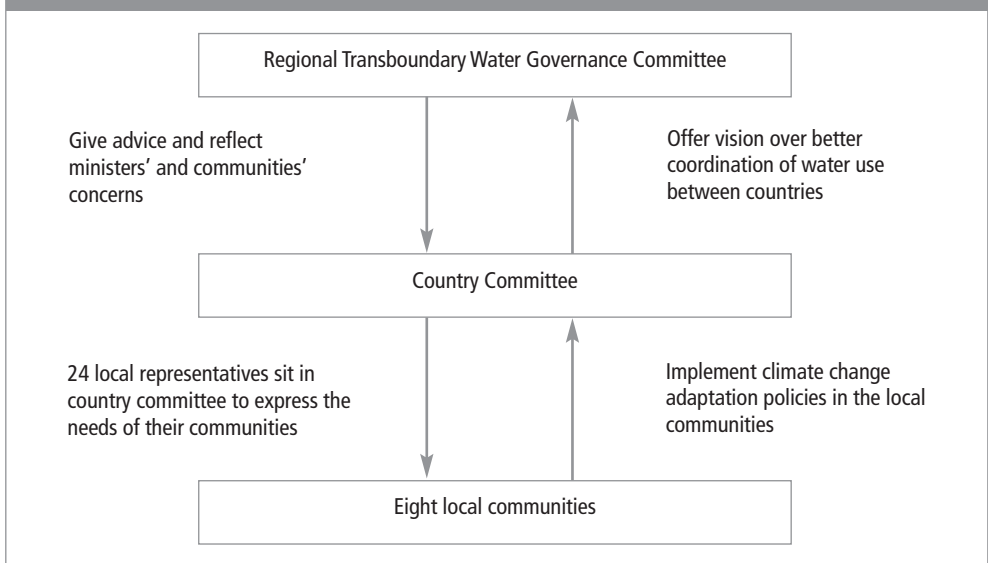 Regional Transboundary Water Governance Committee
Give advice and reflect
ministers’ and communities’
concerns
Offer vision over better
coordination of water use
between countries
Country Committee
24 local representatives sit in
country committee to express the
needs of their communities
Implement climate change
adaptation policies in the local
communities
Eight local communities